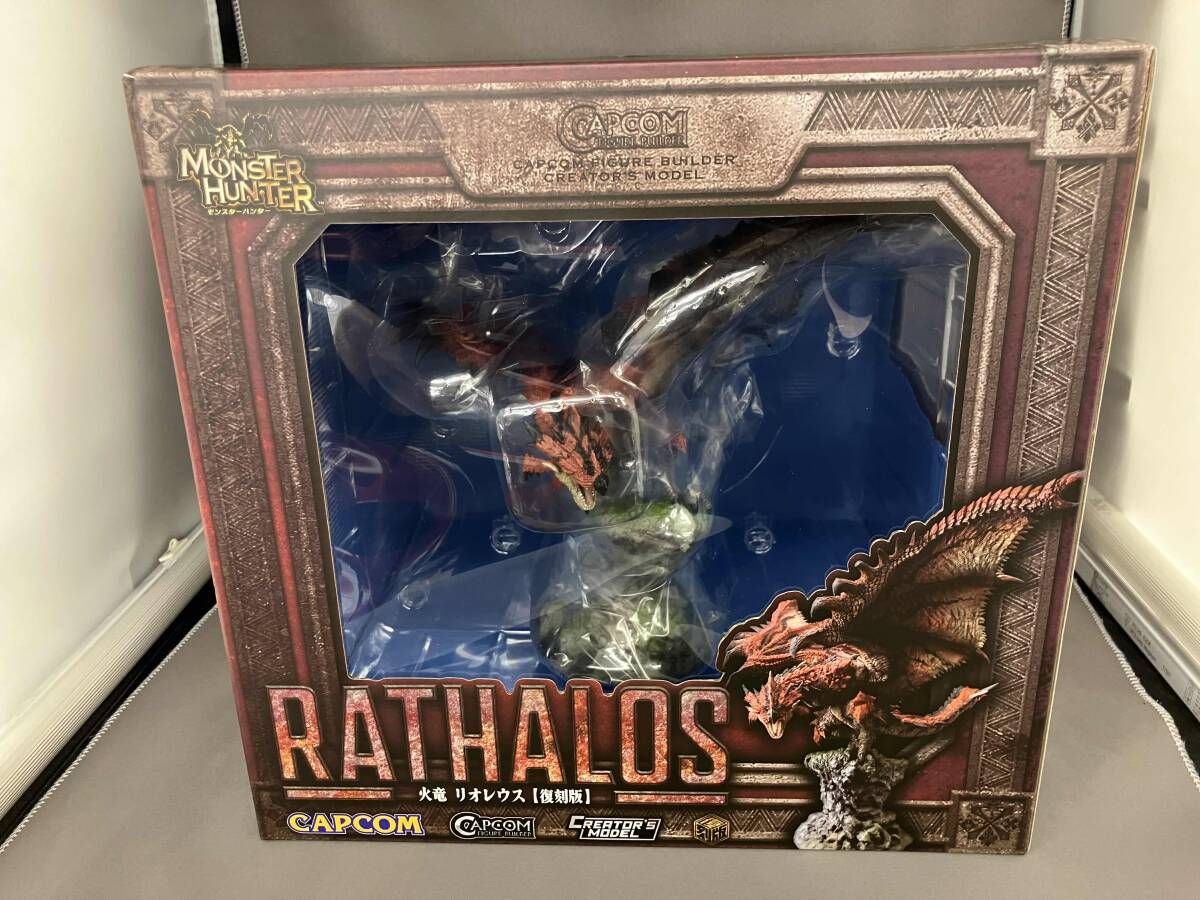 CAPCOM
FIGURE BUILDER
CAPCOM FIGURE BUILDER
CREATOR'S MODEL
MONSTER
HUNTER
モンスターハンター
RATHALOS
火竜 リオレウス【復刻版】
CAPCOM
CAPCOM
FIGURE BUILDER
CREATOR'S
MODEL